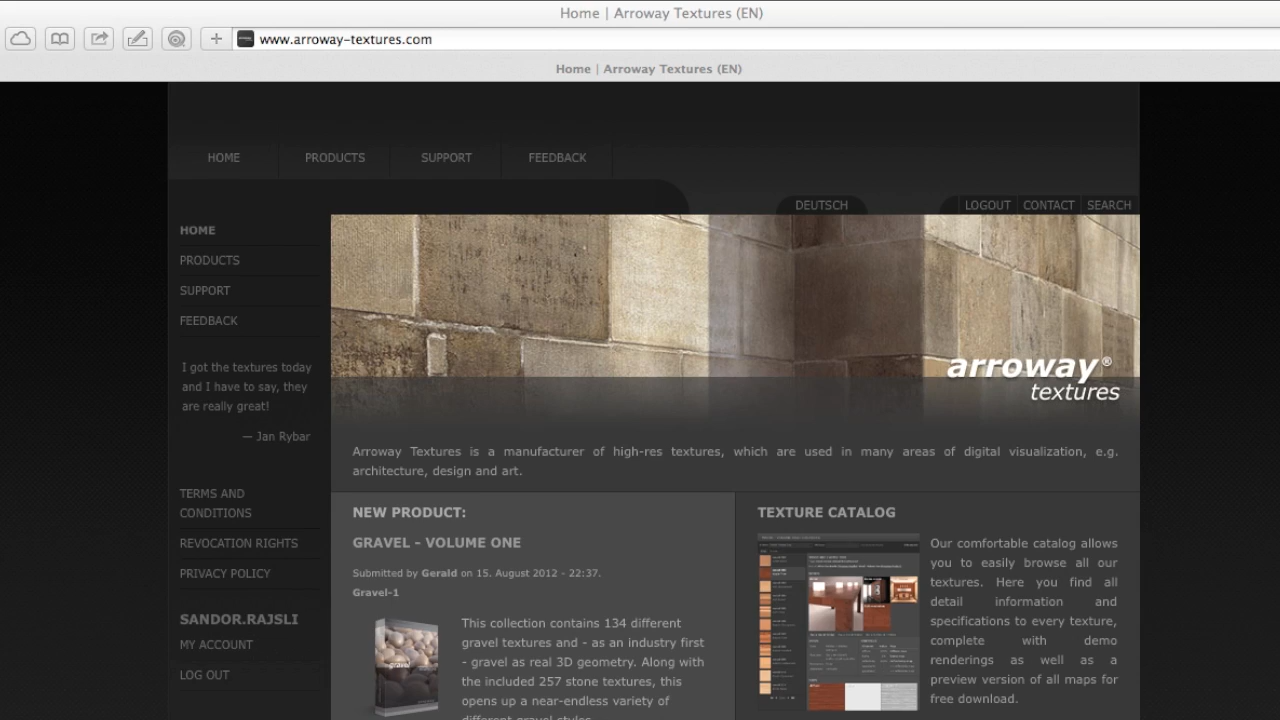 Home | Arroway Textures (EN)
www.arroway-textures.com
Home | Arroway Textures (EN)
HOME
PRODUCTS
SUPPORT
FEEDBACK
DEUTSCH
LOGOUT
CONTACT
SEARCH
HOME
PRODUCTS
SUPPORT
FEEDBACK
I got the textures today
and I have to say, they
are really great!
— Jan Rybar
TERMS AND
CONDITIONS
REVOCATION RIGHTS
PRIVACY POLICY
SANDOR.RAJSLI
MY ACCOUNT
LOG OUT
arroway®
textures
Arroway Textures is a manufacturer of high-res textures, which are used in many areas of digital visualization, e.g.
architecture, design and art.
NEW PRODUCT:
GRAVEL - VOLUME ONE
Submitted by Gerald on 15. August 2012 - 22:37.
Gravel-1
gravel
This collection contains 134 different
gravel textures and - as an industry first
- gravel as real 3D geometry. Along with
the included 257 stone textures, this
opens up a near-endless variety of
different gravel styles.
TEXTURE CATALOG
Our comfortable catalog allows
you to easily browse all our
textures. Here you find all
detail information and
specifications to every texture,
complete with demo
renderings as well as a
preview version of all maps for
free download.